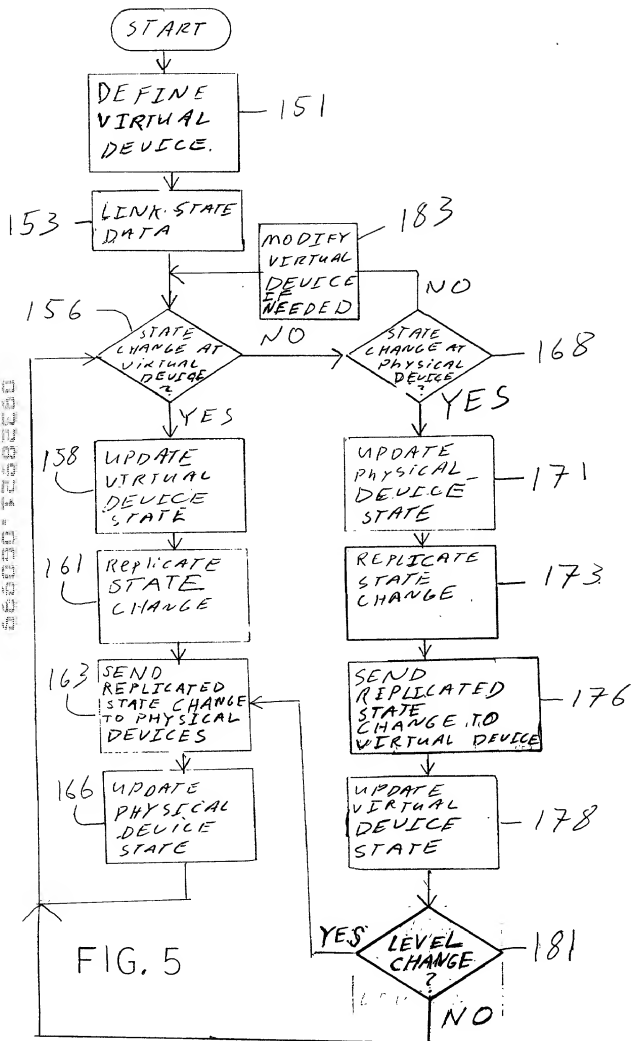 START
DEFINE
VIRTUAL
DEVICE.
151
153
LINK STATE
DATA
183
MODIFY
VIRTUAL
DEVICE
IF
NEEDED
NO
156
STATE
CHANGE AT
VIRTUAL
DEVICE
?
NO
STATE
CHANGE AT
PHYSICAL
DEVICE
?
168
YES
YES
158
UPDATE
VIRTUAL
DEVICE
STATE
UPDATE
PHYSICAL
DEVICE
STATE
171
161
REPLICATE
STATE
CHANGE
REPLICATE
STATE
CHANGE
173
163
SEND
REPLICATED
STATE CHANGE
TO PHYSICAL
DEVICES
SEND
REPLICATED
STATE
CHANGE TO
VIRTUAL DEVICE
176
166
UPDATE
PHYSICAL
DEVICE
STATE
UPDATE
VIRTUAL
DEVICE
STATE
178
YES
LEVEL
CHANGE
?
181
NO
FIG. 5